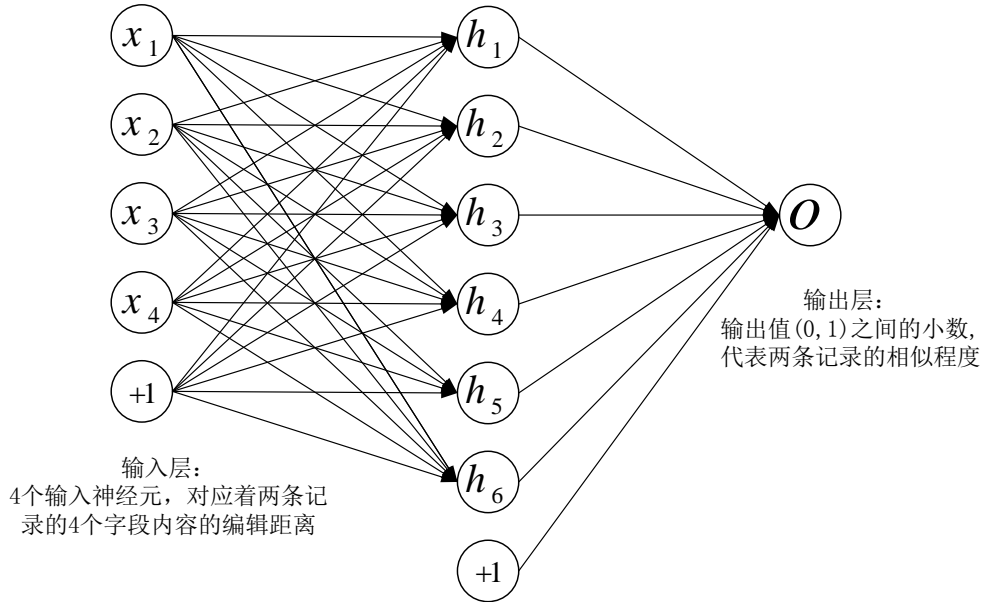 x1
x2
x3
x4
+1
输入层：
4个输入神经元，对应着两条记
录的4个字段内容的编辑距离
h1
h2
h3
h4
h5
h6
+1
O
输出层：
输出值(0,1)之间的小数,
代表两条记录的相似程度